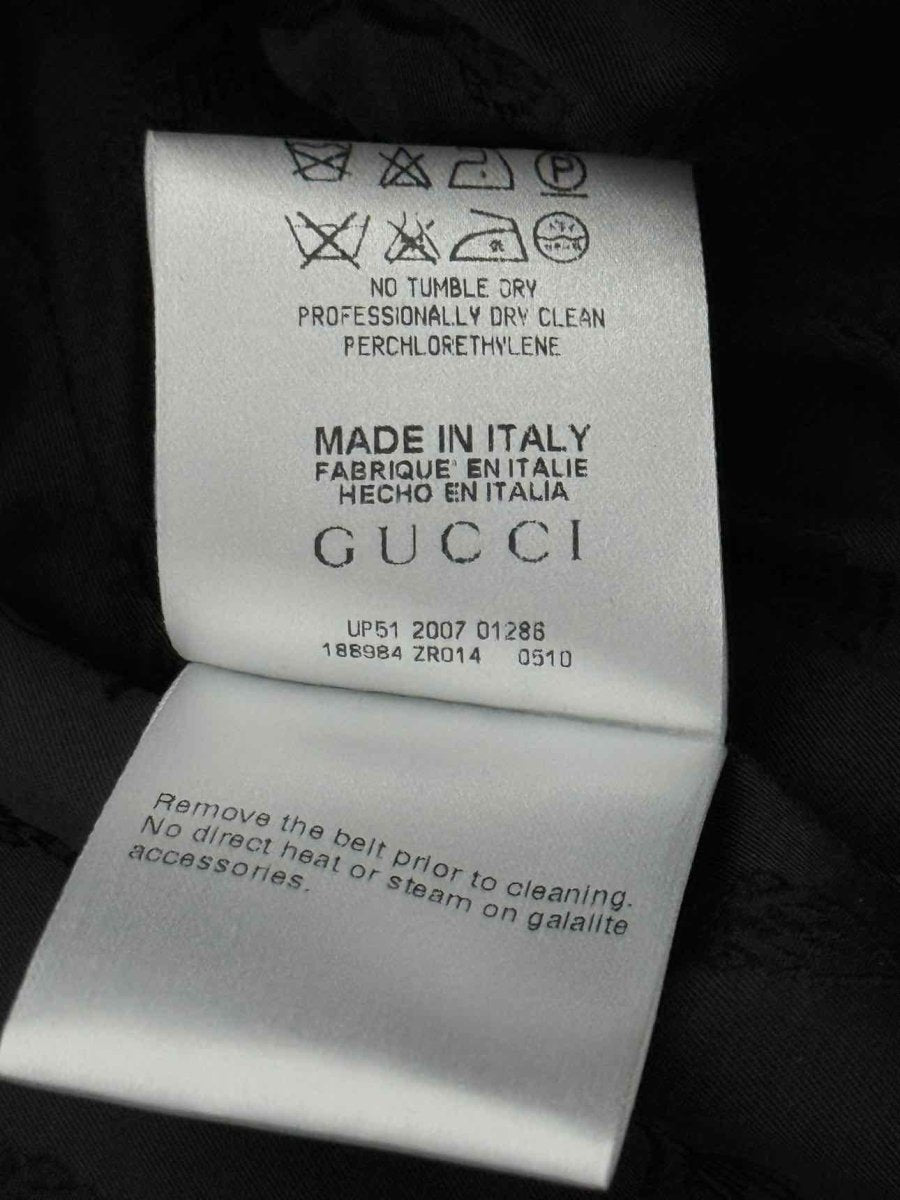 P
NO TUMBLE DRY
PROFESSIONALLY DRY CLEAN
PERCHLORETHYLENE
MADE IN ITALY
FABRIQUE' EN ITALIE
HECHO EN ITALIA
GUCCI
UP51 2007 01286
188984 ZR014 0510
Remove the belt prior to cleaning.
No direct heat or steam on galalite
accessories.